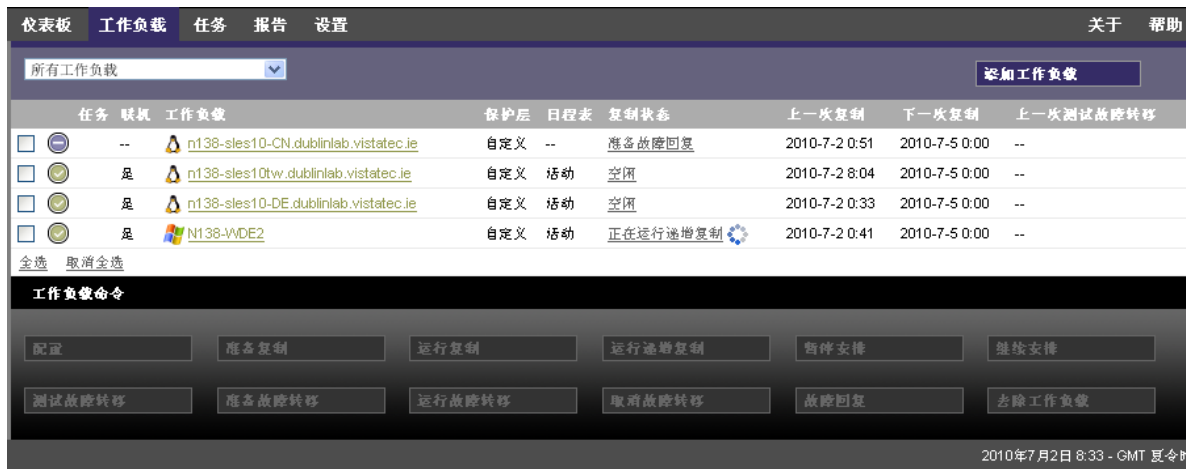 仪表板 工作负载 任务 报告 设置 关于 帮助
所有工作负载 添加工作负载
任务 联机 工作负载 保护层 日程表 复制状态 上一次复制 下一次复制 上一次测试故障转移
-- n138-sles10-CN.dublinlab.vistatec.ie 自定义 -- 准备故障回复 2010-7-2 0:51 2010-7-5 0:00 --
是 n138-sles10tw.dublinlab.vistatec.ie 自定义 活动 空闲 2010-7-2 8:04 2010-7-5 0:00 --
是 n138-sles10-DE.dublinlab.vistatec.ie 自定义 活动 空闲 2010-7-2 0:33 2010-7-5 0:00 --
是 N138-WDE2 自定义 活动 正在运行递增复制 2010-7-2 0:41 2010-7-5 0:00 --
全选 取消全选
工作负载命令
配置 准备复制 运行复制 运行递增复制 暂停安排 继续安排
测试故障转移 准备故障转移 运行故障转移 取消故障转移 故障回复 去除工作负载
2010年7月2日 8:33 - GMT 夏令时